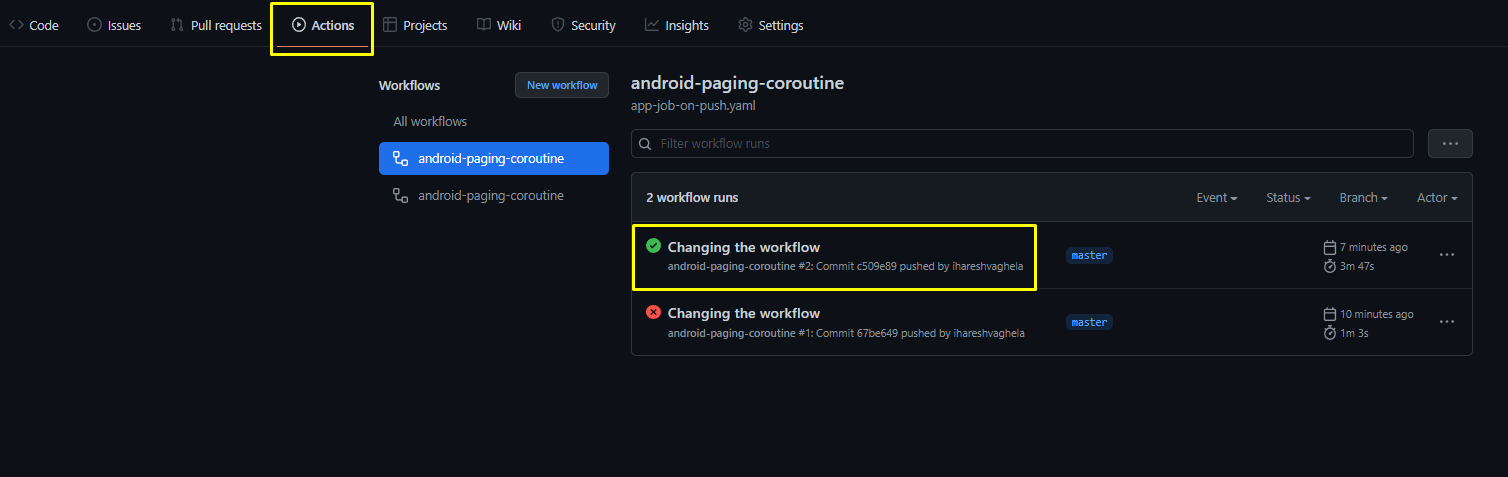 Code Issues Pull requests Actions Projects Wiki Security Insights Settings
Workflows New workflow
All workflows
android-paging-coroutine
android-paging-coroutine
android-paging-coroutine
app-job-on-push.yaml
Filter workflow runs
2 workflow runs Event Status Branch Actor
Changing the workflow
android-paging-coroutine #2: Commit c509e89 pushed by ihareshvaghela
master
7 minutes ago
3m 47s
Changing the workflow
android-paging-coroutine #1: Commit 67be649 pushed by ihareshvaghela
master
10 minutes ago
1m 3s